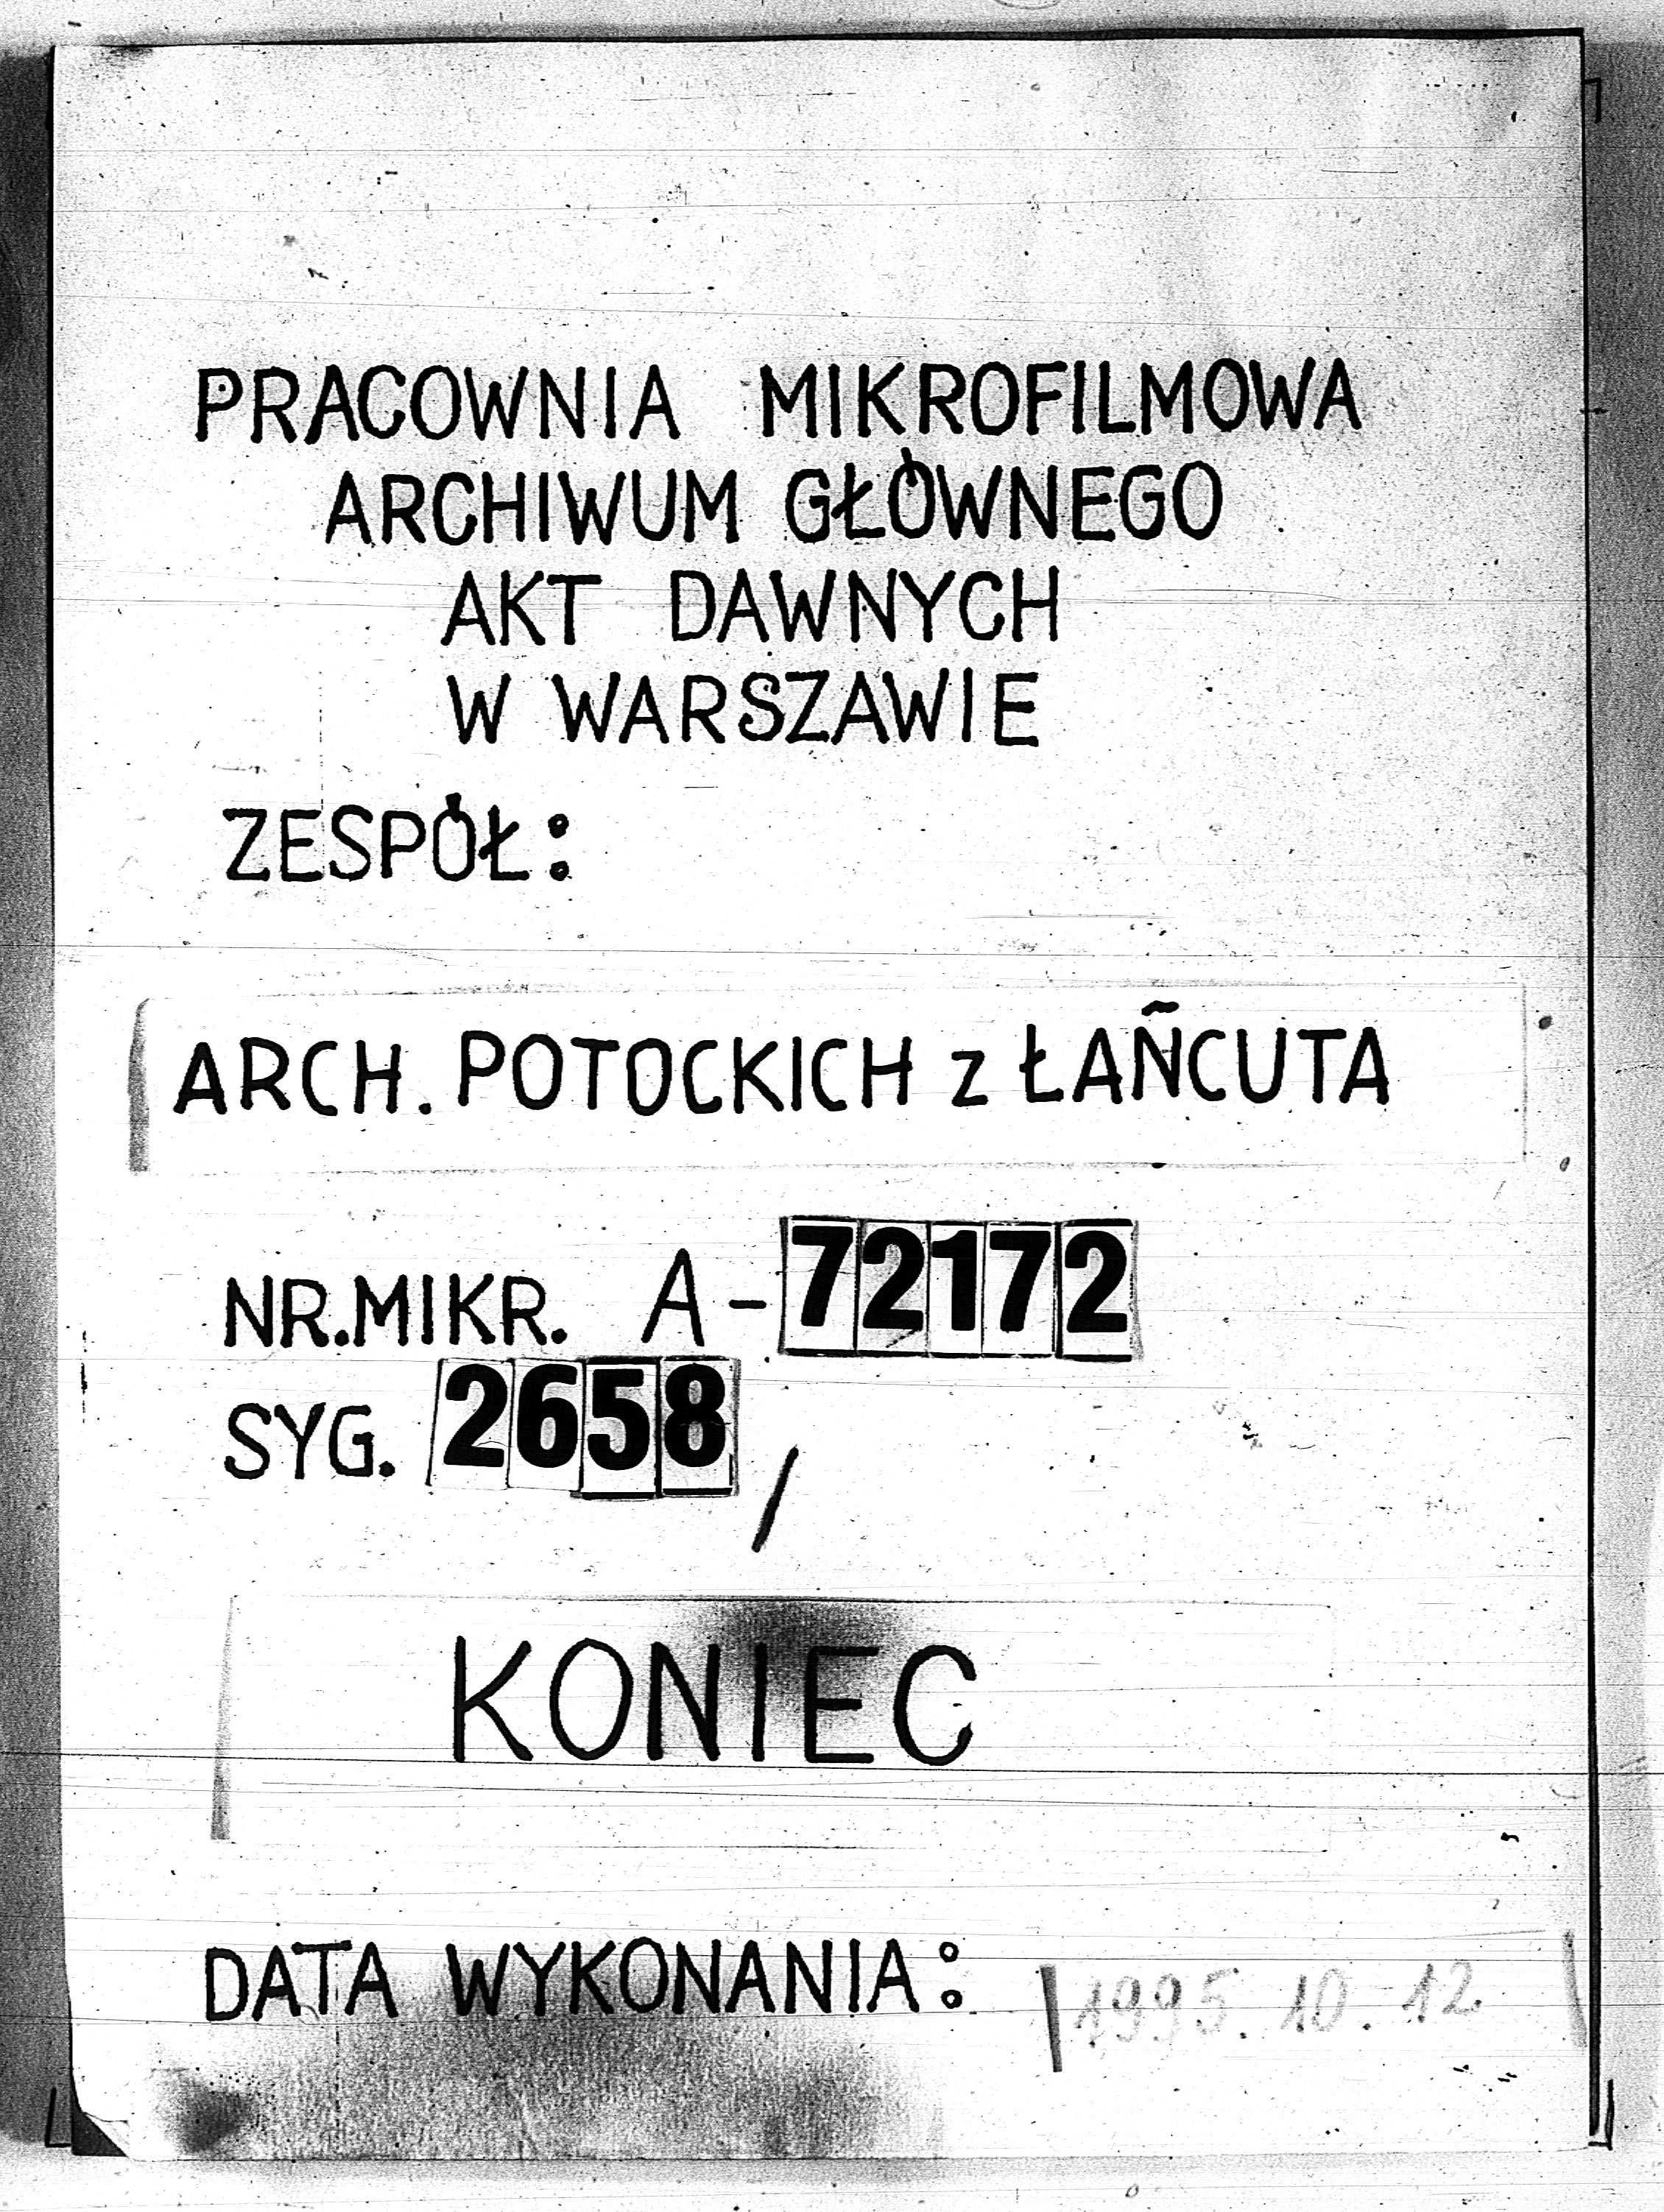 PRACOWNIA MIKROFILMOWA
ARCHIWUM GŁÓWNEGO
AKT DAWNYCH
W WARSZAWIE
ZESPÓŁ:
ARCH. POTOCKICH z ŁAŃCUTA
NR.MIKR. A-72172
SYG. 2658/
KONIEC
DATA WYKONANIA: 1995.10.12